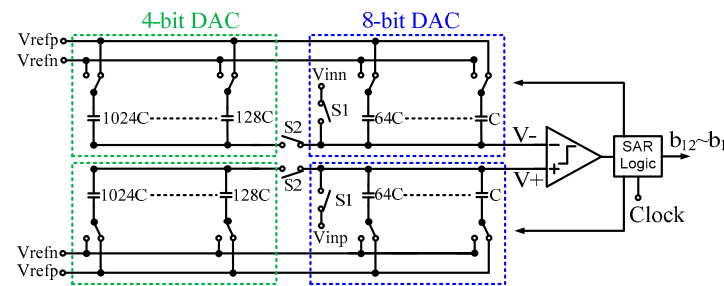 4-bit DAC
8-bit DAC
Vrefp
Vrefn
Vinn
S1
1024C
128C
64C
C
S2
V-
V+
SAR
Logic
b12~b1
Clock
S2
1024C
128C
S1
64C
C
Vinp
Vrefn
Vrefp